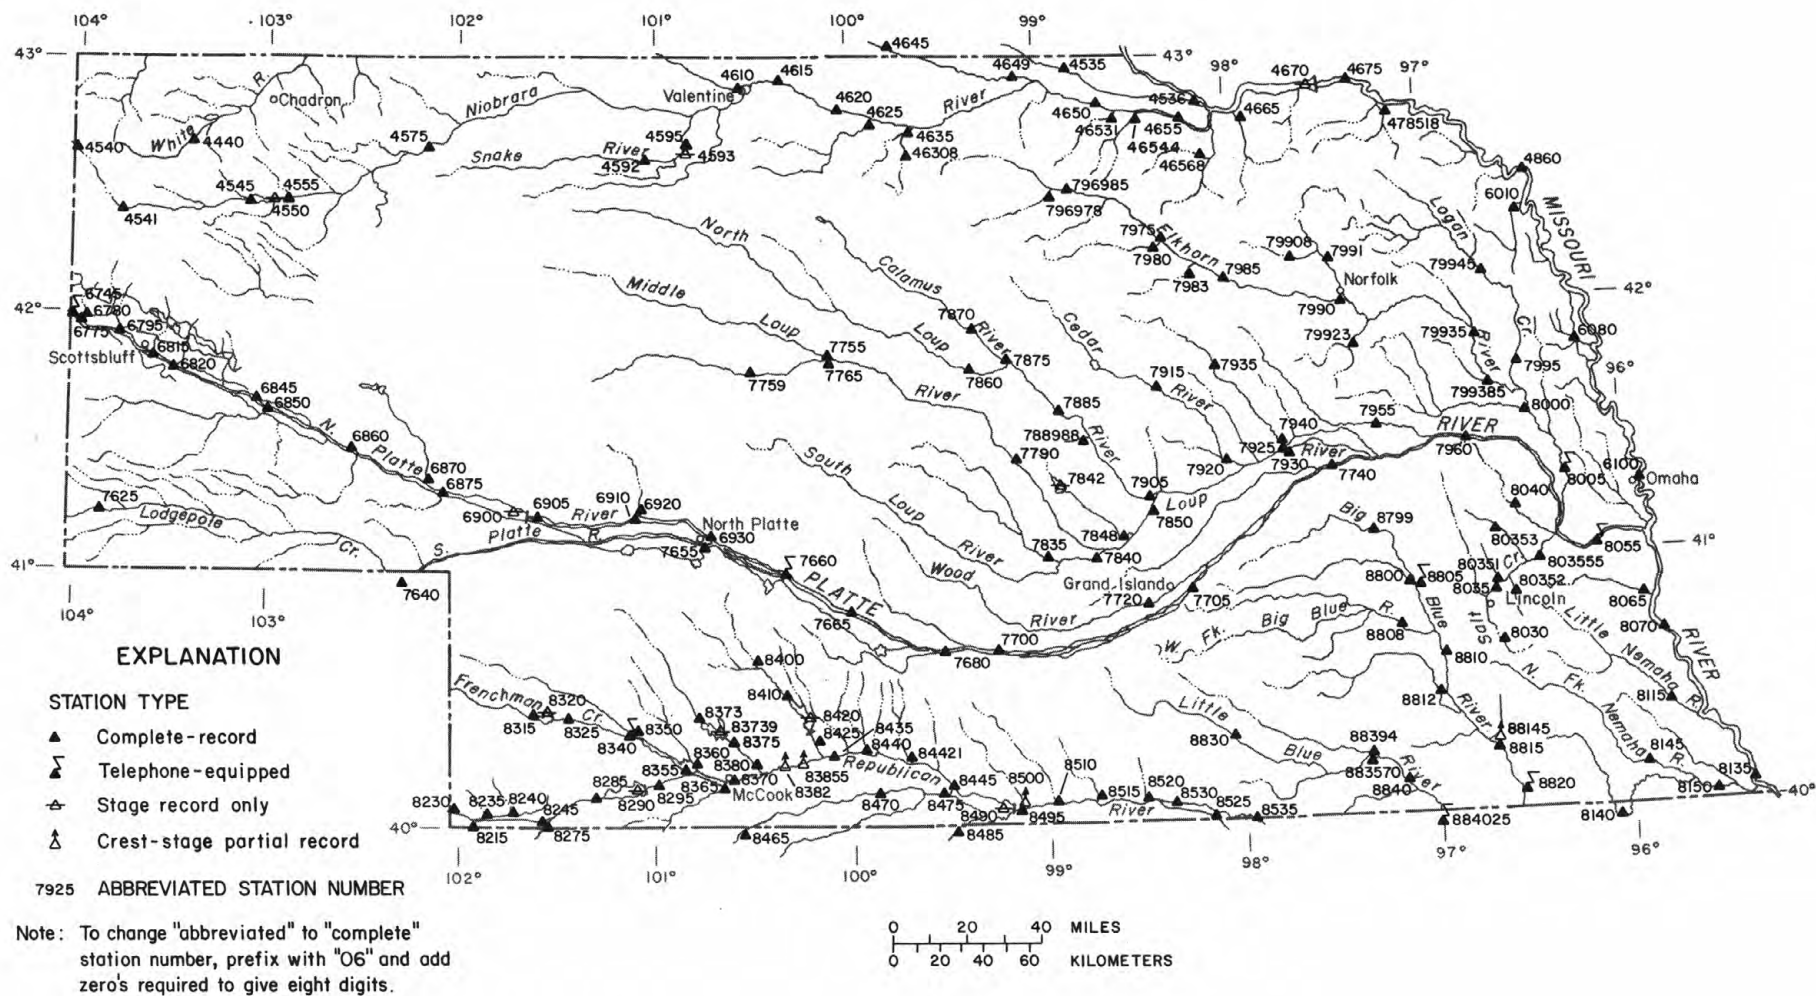 104° 103° 102° 101° 100° 99°
43°
4645
4535
43°
98°
4670
4675
97°
4649
4610
4615
Valentine
R.
Chadron
Niobrara
4620
4625
River
4650
4536
4665
478518
White
4440
4540
4575
4595
4635
46531
4655
46544
Snake
River
4592
4593
46308
46568
4860
4545
4555
4550
4541
796985
796978
6010
Logan
MISSOURI
North
7975
Elkhorn
7980
79908
7991
Calamus
7983
7985
79945
Norfolk
Middle
42°
6745
6780
6775
6795
42°
7990
Loup
7870
River
Cedar
Loup
79923
79935
River
Cr.
6080
Scottsbluff
6815
6820
7755
7765
7759
7875
7860
7915
7935
7995
96°
799385
6845
6850
River
7885
River
7955
8000
RIVER
N.
6860
788988
River
7940
7925
7930
River
7960
Platte
6870
6875
South
7790
7920
7740
6100
Omaha
7625
Lodgepole
Cr.
6905
6900
River
6910
6920
7842
7905
Loup
7850
8005
8040
Big
8799
North Platte
6930
S.
Platte
R.
7655
Loup
7848
80353
Cr.
8055
41°
41°
7660
River
7835
7840
803555
7640
PLATTE
Wood
Grand Island
80351
8035
80352
8800
8805
Lincoln
8065
104°
103°
7665
River
7720
7705
Blue
Salt
Little
8070
W.
Fk.
Big
Blue
R.
8808
8030
RIVER
7680
7700
8810
Nemaha
R.
EXPLANATION
8400
N.
Fk.
8115
STATION TYPE
Frenchman
Cr.
8410
8812
River
Nemaha
R.
Complete-record
8320
8315
8325
8373
8420
8435
Little
88145
8815
8350
8340
83739
8375
8425
8440
8830
88394
8145
Telephone-equipped
8360
8380
84421
Blue
8355
8370
83855
Republican
883570
River
8135
Stage record only
8285
8365
McCook
8382
8445
8500
8510
8520
8840
8820
8150
40°
8230
8235
8240
8290
8295
8470
8475
8515
8530
8245
8490
8495
River
8525
8535
8140
40°
Crest-stage partial record
8215
8275
8465
8485
884025
7925 ABBREVIATED STATION NUMBER
102° 101° 100° 99° 98° 97° 96°
Note: To change "abbreviated" to "complete"
station number, prefix with "06" and add
zero's required to give eight digits.
0 20 40 MILES
0 20 40 60 KILOMETERS